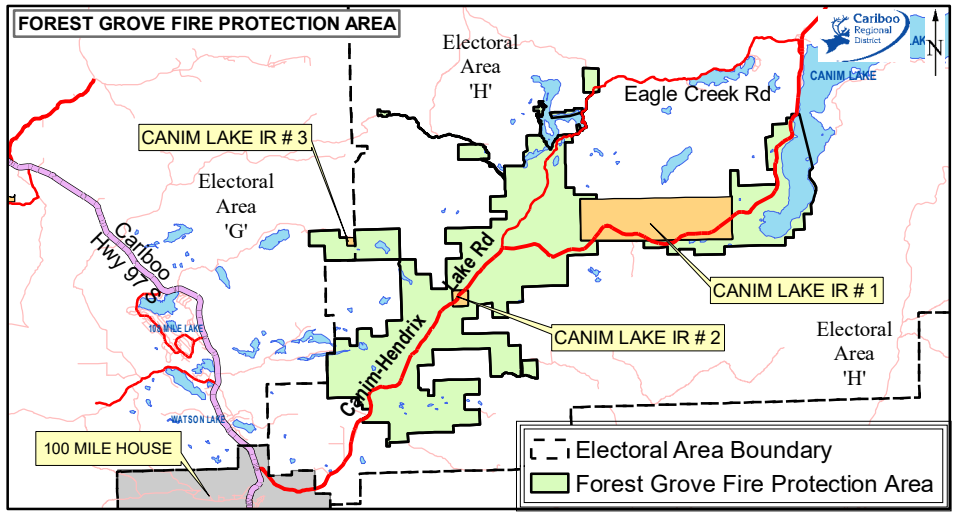 FOREST GROVE FIRE PROTECTION AREA
Cariboo
Regional
District
N
LAK
CANIM LAKE
Electoral
Area
'H'
Eagle Creek Rd
CANIM LAKE IR # 3
Electoral
Area
'G'
Cariboo
Hwy 97 S
Canim-Hendrix
Lake Rd
CANIM LAKE IR # 1
CANIM LAKE IR # 2
Electoral
Area
'H'
MILE LAKE
WATSON LAKE
100 MILE HOUSE
Electoral Area Boundary
Forest Grove Fire Protection Area